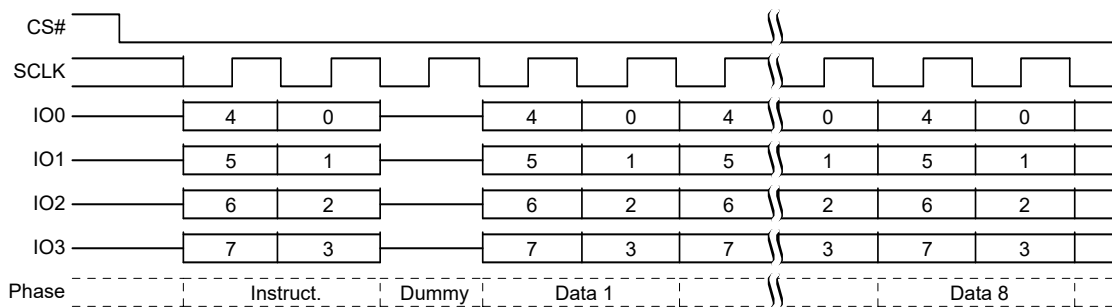 CS#
SCLK
IO0 4 0 4 0 4 0 4 0
IO1 5 1 5 1 5 1 5 1
IO2 6 2 6 2 6 2 6 2
IO3 7 3 7 3 7 3 7 3
Phase Instruct. Dummy Data 1 Data 8